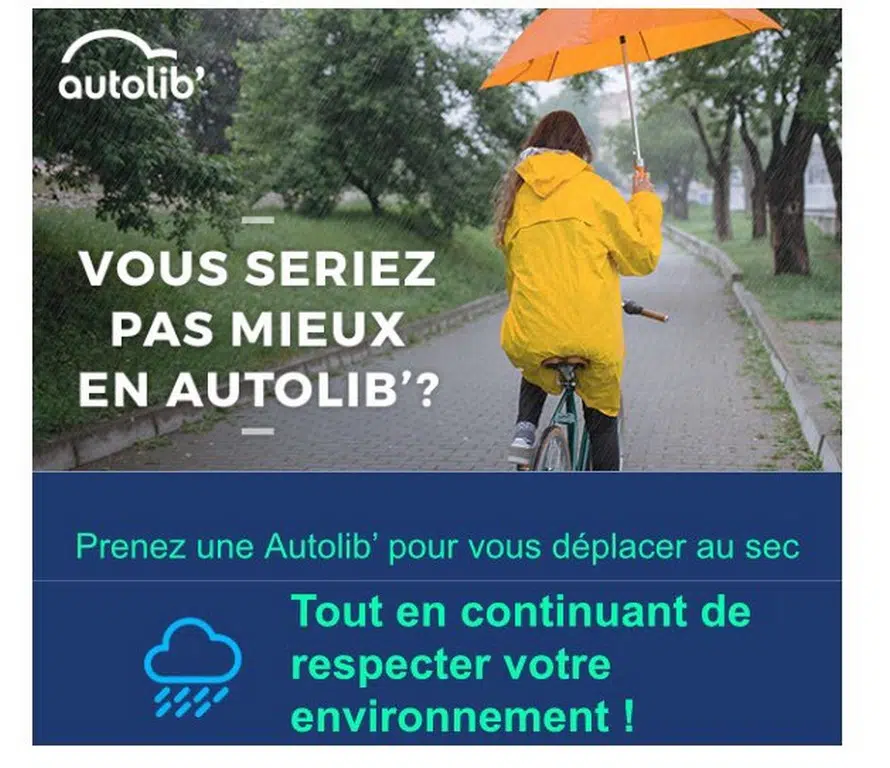 autolib'
VOUS SERIEZ
PAS MIEUX
EN AUTOLIB'?
Prenez une Autolib' pour vous déplacer au sec
Tout en continuant de
respecter votre
environnement !